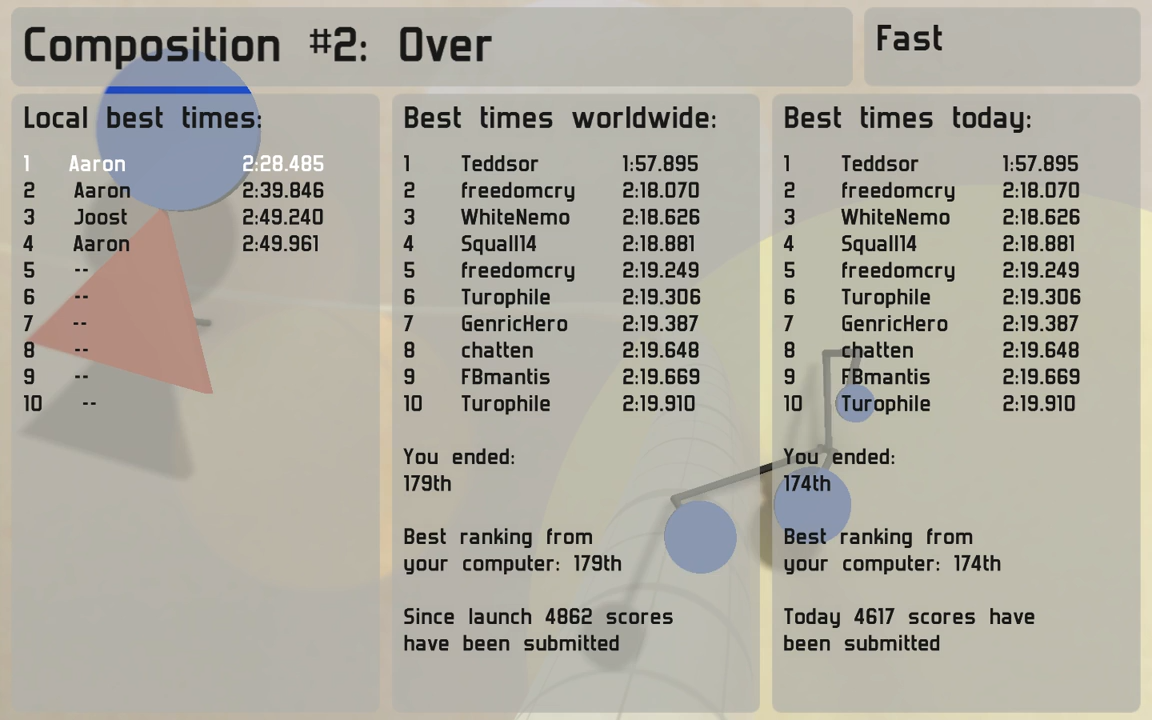 Composition #2: Over
Fast
Local best times:
1 Aaron 2:28.485
2 Aaron 2:39.846
3 Joost 2:49.240
4 Aaron 2:49.961
5 --
6 --
7 --
8 --
9 --
10 --
Best times worldwide:
1 Teddsor 1:57.895
2 freedomcry 2:18.070
3 WhiteNemo 2:18.626
4 Squall14 2:18.881
5 freedomcry 2:19.249
6 Turophile 2:19.306
7 GenricHero 2:19.387
8 chatten 2:19.648
9 FBmantis 2:19.669
10 Turophile 2:19.910
You ended:
179th
Best ranking from
your computer: 179th
Since launch 4862 scores
have been submitted
Best times today:
1 Teddsor 1:57.895
2 freedomcry 2:18.070
3 WhiteNemo 2:18.626
4 Squall14 2:18.881
5 freedomcry 2:19.249
6 Turophile 2:19.306
7 GenricHero 2:19.387
8 chatten 2:19.648
9 FBmantis 2:19.669
10 Turophile 2:19.910
You ended:
174th
Best ranking from
your computer: 174th
Today 4617 scores have
been submitted